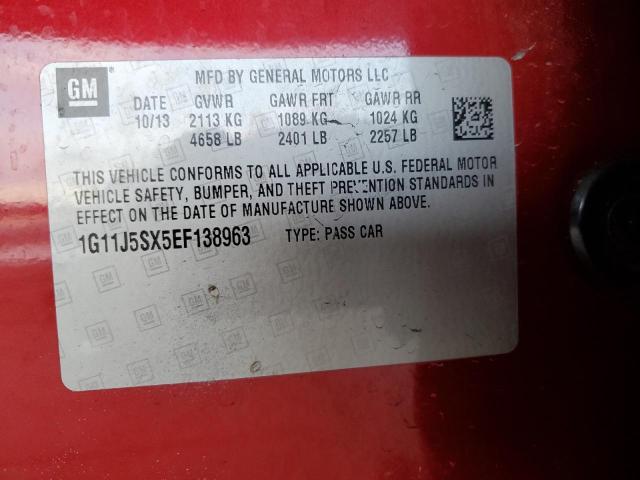 GM
MFD BY GENERAL MOTORS LLC
DATE GVWR GAWR FRT GAWR RR
10/13 2113 KG 1089 KG 1024 KG
4658 LB 2401 LB 2257 LB
THIS VEHICLE CONFORMS TO ALL APPLICABLE U.S. FEDERAL MOTOR
VEHICLE SAFETY, BUMPER, AND THEFT PREVENTION STANDARDS IN
EFFECT ON THE DATE OF MANUFACTURE SHOWN ABOVE.
1G11J5SX5EF138963 TYPE: PASS CAR